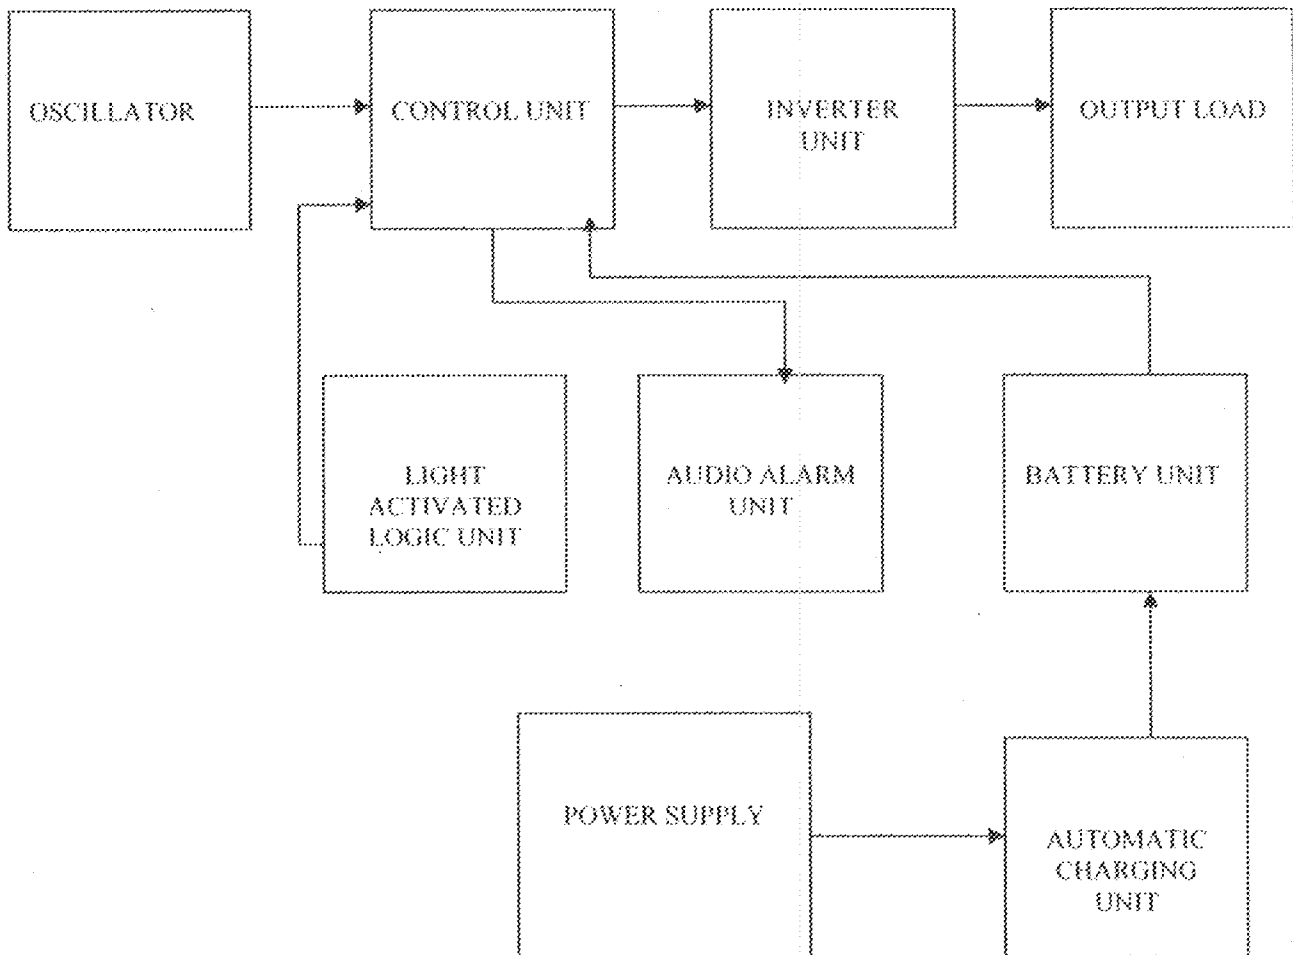 OSCILLATOR
CONTROL UNIT
INVERTER
UNIT
OUTPUT LOAD
LIGHT
ACTIVATED
LOGIC UNIT
AUDIO ALARM
UNIT
BATTERY UNIT
POWER SUPPLY
AUTOMATIC
CHARGING
UNIT